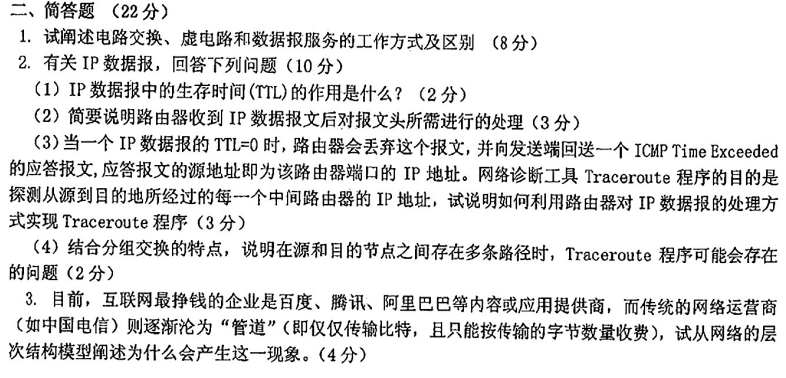 二、简答题 （22 分）
1. 试阐述电路交换、虚电路和数据报服务的工作方式及区别 （8 分）
2. 有关 IP 数据报，回答下列问题（10 分）
（1）IP 数据报中的生存时间(TTL)的作用是什么？（2 分）
（2）简要说明路由器收到 IP 数据报文后对报文头所需进行的处理（3 分）
（3）当一个 IP 数据报的 TTL=0 时，路由器会丢弃这个报文，并向发送端回送一个 ICMP Time Exceeded
的应答报文,应答报文的源地址即为该路由器端口的 IP 地址。网络诊断工具 Traceroute 程序的目的是
探测从源到目的地所经过的每一个中间路由器的 IP 地址，试说明如何利用路由器对 IP 数据报的处理方
式实现 Traceroute 程序（3 分）
（4）结合分组交换的特点，说明在源和目的节点之间存在多条路径时，Traceroute 程序可能会存在
的问题（2 分）
3. 目前，互联网最挣钱的企业是百度、腾讯、阿里巴巴等内容或应用提供商，而传统的网络运营商
（如中国电信）则逐渐沦为“管道”（即仅仅传输比特，且只能按传输的字节数量收费），试从网络的层
次结构模型阐述为什么会产生这一现象。（4 分）